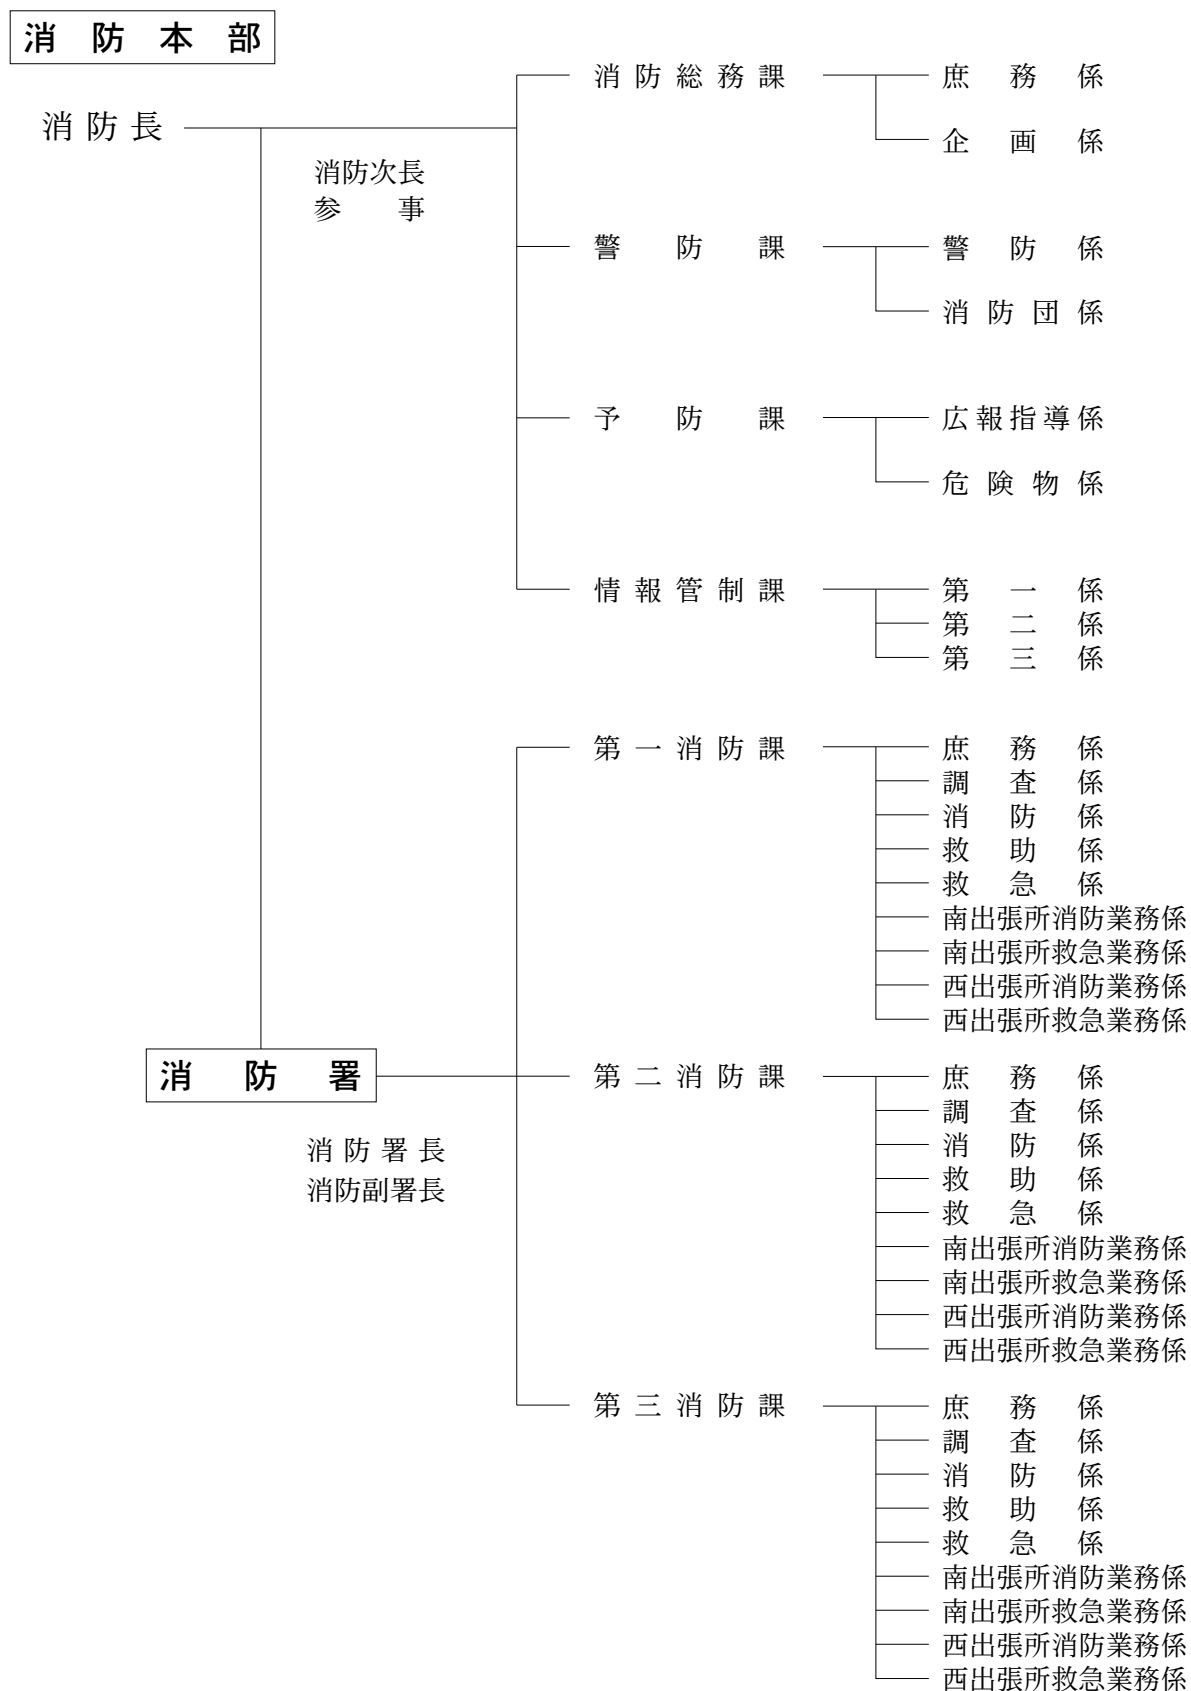 消防本部
消防長
消防次長
参事
消防総務課
庶務係
企画係
警防課
警防係
消防団係
予防課
広報指導係
危険物係
情報管制課
第一係
第二係
第三係
消防署
消防署長
消防副署長
第一消防課
庶務係
調査係
消防係
救助係
救急係
南出張所消防業務係
南出張所救急業務係
西出張所消防業務係
西出張所救急業務係
第二消防課
庶務係
調査係
消防係
救助係
救急係
南出張所消防業務係
南出張所救急業務係
西出張所消防業務係
西出張所救急業務係
第三消防課
庶務係
調査係
消防係
救助係
救急係
南出張所消防業務係
南出張所救急業務係
西出張所消防業務係
西出張所救急業務係